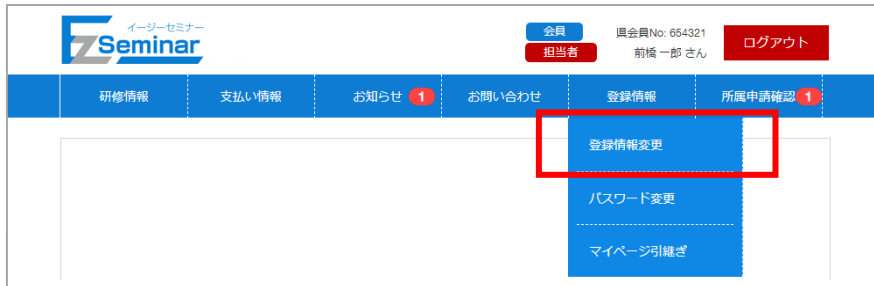 イージーセミナー
EZ Seminar
会員
担当者
県会員No: 654321
前橋 一郎 さん
ログアウト
研修情報 支払い情報 お知らせ 1 お問い合わせ 登録情報 所属申請確認 1
登録情報変更
パスワード変更
マイページ引継ぎ